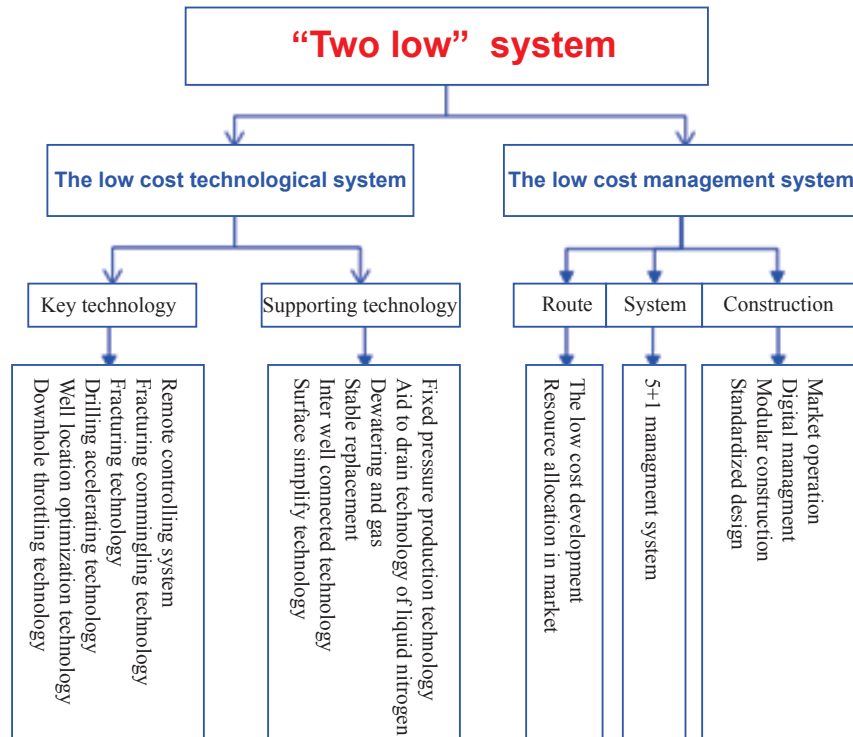 “Two low” system
The low cost technological system
The low cost management system
Key technology
Supporting technology
Route
System
Construction
Remote controlling system
Fracturing commingling technology
Fracturing technology
Drilling accelerating technology
Well location optimization technology
Downhole throttling technology
Fixed pressure production technology
Aid to drain technology of liquid nitrogen
Dewatering and gas
Stable replacement
Inter well connected technology
Surface simplify technology
The low cost development
Resource allocation in market
5+1 managment system
Market operation
Digital managment
Modular construction
Standardized design